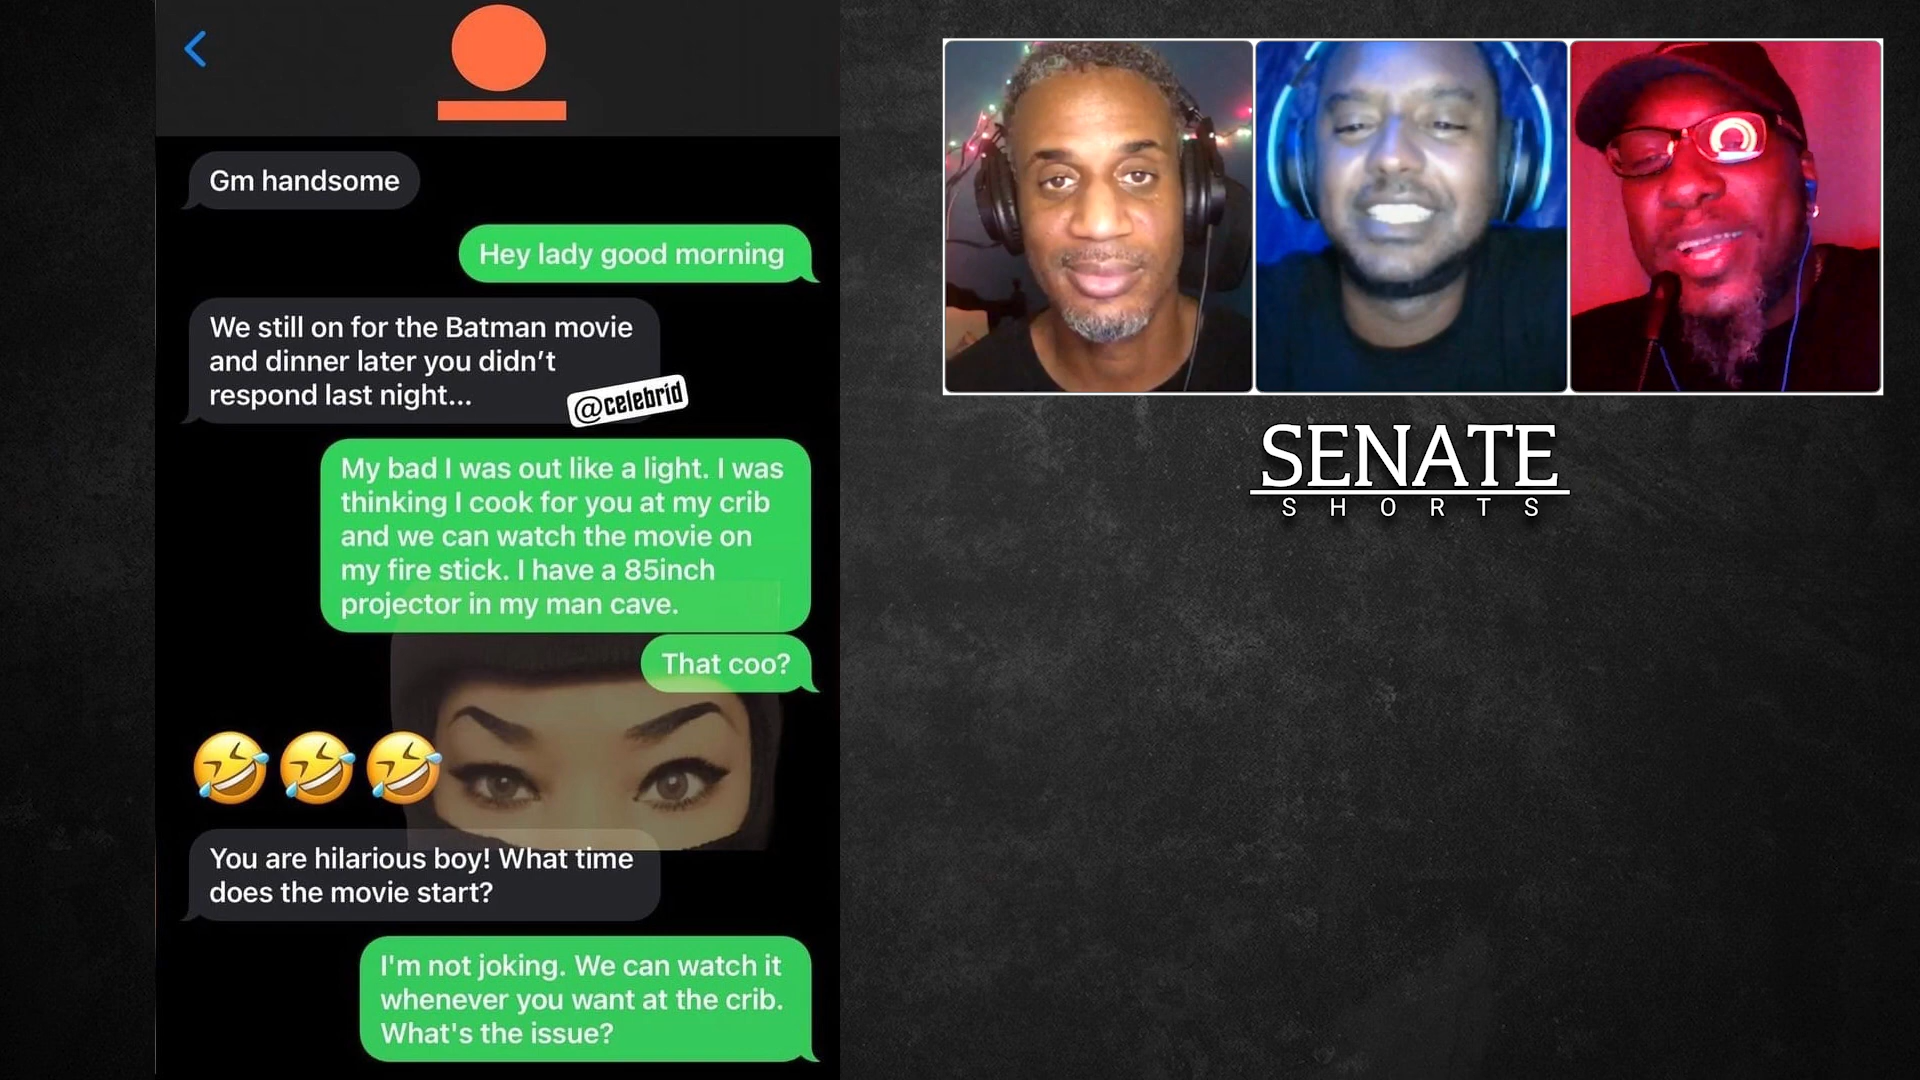 Gm handsome
Hey lady good morning
We still on for the Batman movie
and dinner later you didn’t
respond last night...
@celebrid
My bad I was out like a light. I was
thinking I cook for you at my crib
and we can watch the movie on
my fire stick. I have a 85inch
projector in my man cave.
That coo?
You are hilarious boy! What time
does the movie start?
I'm not joking. We can watch it
whenever you want at the crib.
What's the issue?
SENATE
SHORTS